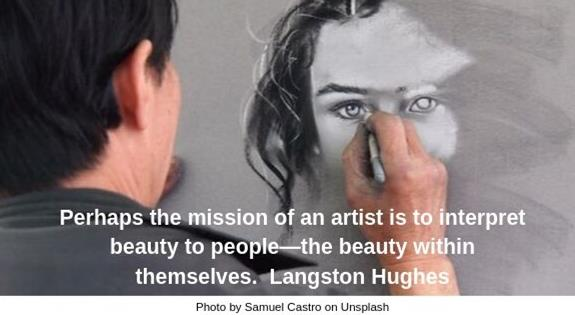 Perhaps the mission of an artist is to interpret
beauty to people—the beauty within
themselves.  Langston Hughes
Photo by Samuel Castro on Unsplash